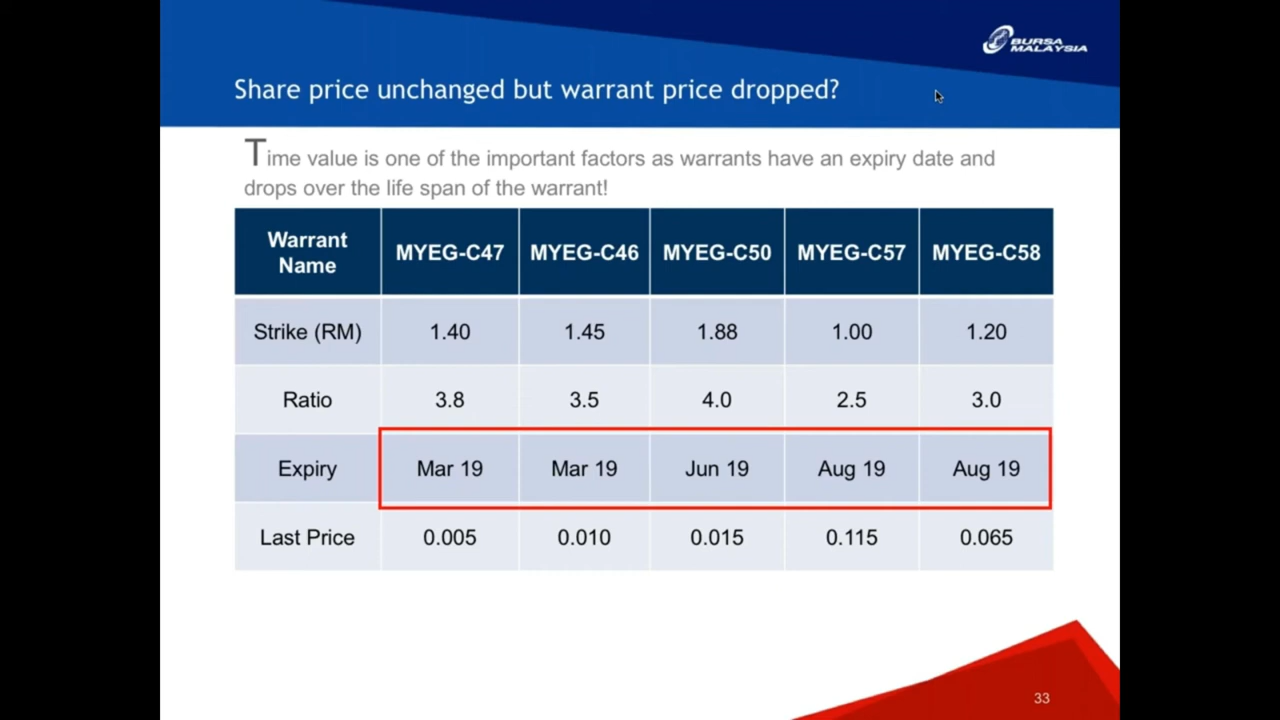 BURSA
MALAYSIA
Share price unchanged but warrant price dropped?
Time value is one of the important factors as warrants have an expiry date and
drops over the life span of the warrant!
Warrant Name MYEG-C47 MYEG-C46 MYEG-C50 MYEG-C57 MYEG-C58
Strike (RM) 1.40 1.45 1.88 1.00 1.20
Ratio 3.8 3.5 4.0 2.5 3.0
Expiry Mar 19 Mar 19 Jun 19 Aug 19 Aug 19
Last Price 0.005 0.010 0.015 0.115 0.065
33